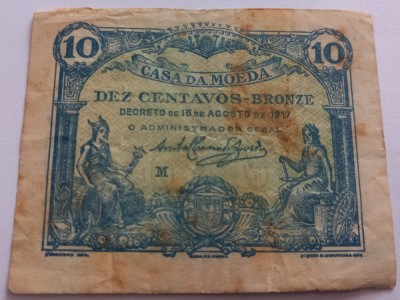 10 10
CASA DA MOEDA
DEZ CENTAVOS-BRONZE
DECRETO DE 15 DE AGOSTO DE 1917
O ADMINISTRADOR GERAL
M